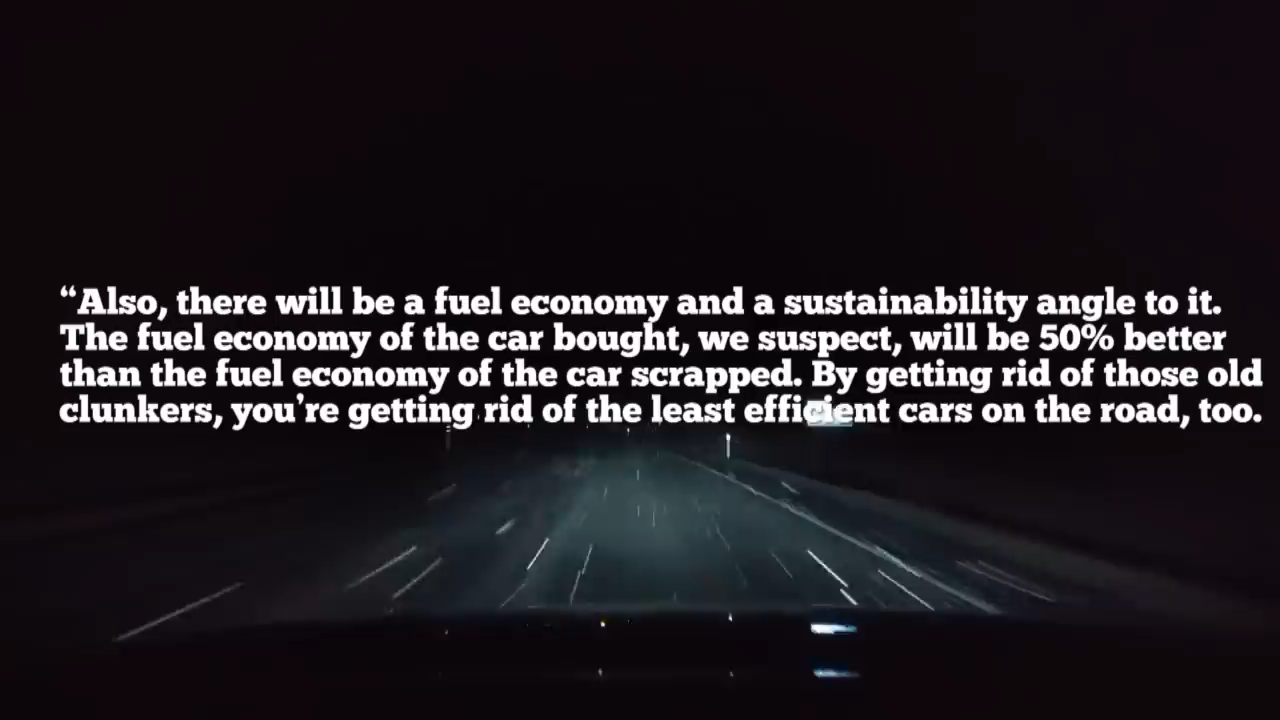 “Also, there will be a fuel economy and a sustainability angle to it.
The fuel economy of the car bought, we suspect, will be 50% better
than the fuel economy of the car scrapped. By getting rid of those old
clunkers, you’re getting rid of the least efficient cars on the road, too.